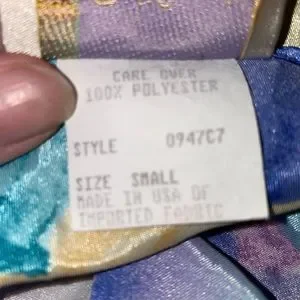 CARE OVER
100% POLYESTER
STYLE 0947C7
SIZE SMALL
MADE IN USA OF
IMPORTED FABRIC